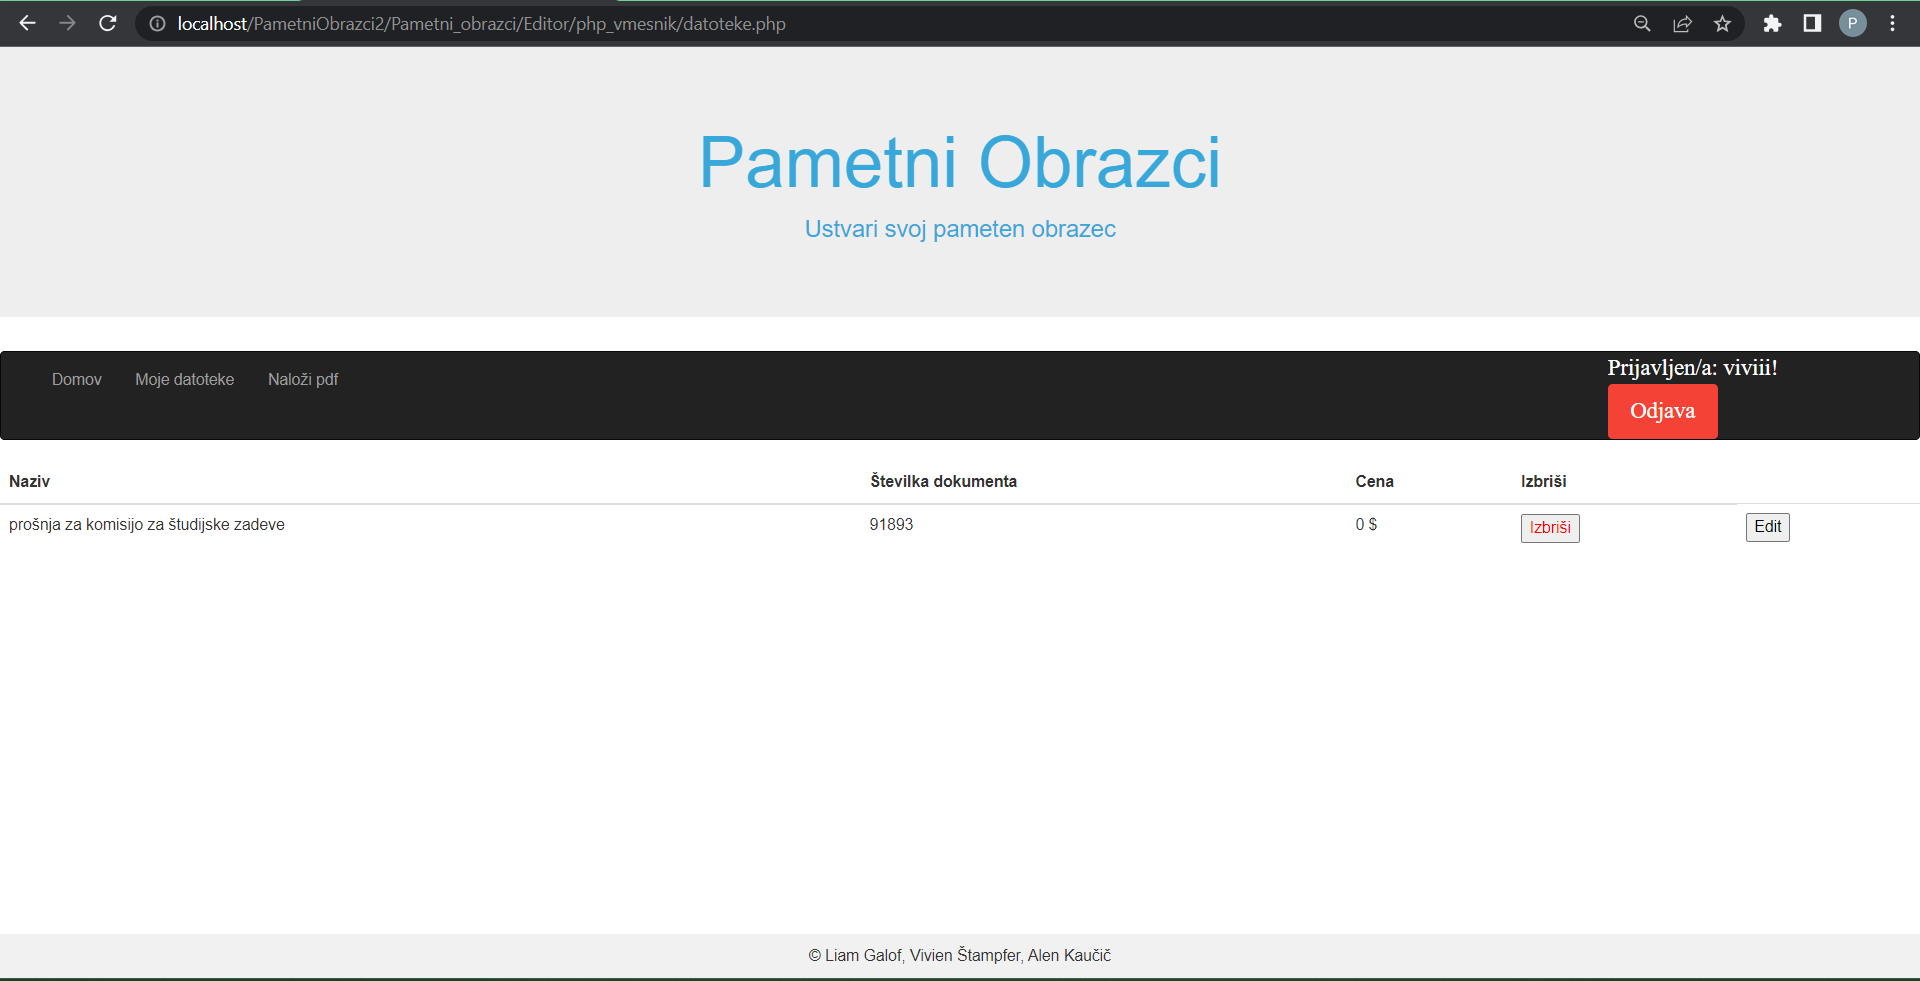 localhost/PametniObrazci2/Pametni_obrazci/Editor/php_vmesnik/datoteke.php
P
Pametni Obrazci
Ustvari svoj pameten obrazec
Domov Moje datoteke Naloži pdf
Prijavljen/a: viviii!
Odjava
Naziv Številka dokumenta Cena Izbriši
prošnja za komisijo za študijske zadeve 91893 0 $ Izbriši Edit
© Liam Galof, Vivien Štampfer, Alen Kaučič